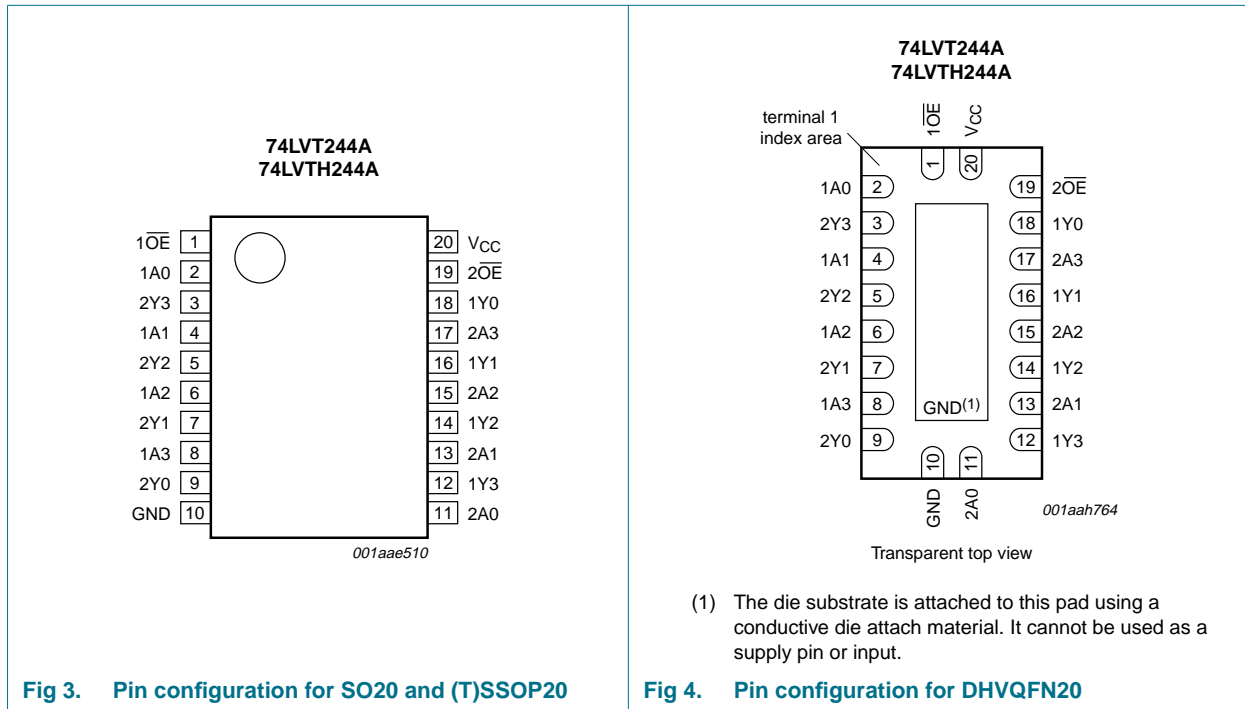 74LVT244A
74LVTH244A
1O̅E̅ 1 20 VCC
1A0 2 19 2O̅E̅
2Y3 3 18 1Y0
1A1 4 17 2A3
2Y2 5 16 1Y1
1A2 6 15 2A2
2Y1 7 14 1Y2
1A3 8 13 2A1
2Y0 9 12 1Y3
GND 10 11 2A0
001aae510
Fig 3. Pin configuration for SO20 and (T)SSOP20
74LVT244A
74LVTH244A
terminal 1
index area
1O̅E̅ VCC
1 20
1A0 2 19 2O̅E̅
2Y3 3 18 1Y0
1A1 4 17 2A3
2Y2 5 16 1Y1
1A2 6 15 2A2
2Y1 7 14 1Y2
1A3 8 GND(1) 13 2A1
2Y0 9 12 1Y3
10 11
GND 2A0
001aah764
Transparent top view
(1) The die substrate is attached to this pad using a
conductive die attach material. It cannot be used as a
supply pin or input.
Fig 4. Pin configuration for DHVQFN20